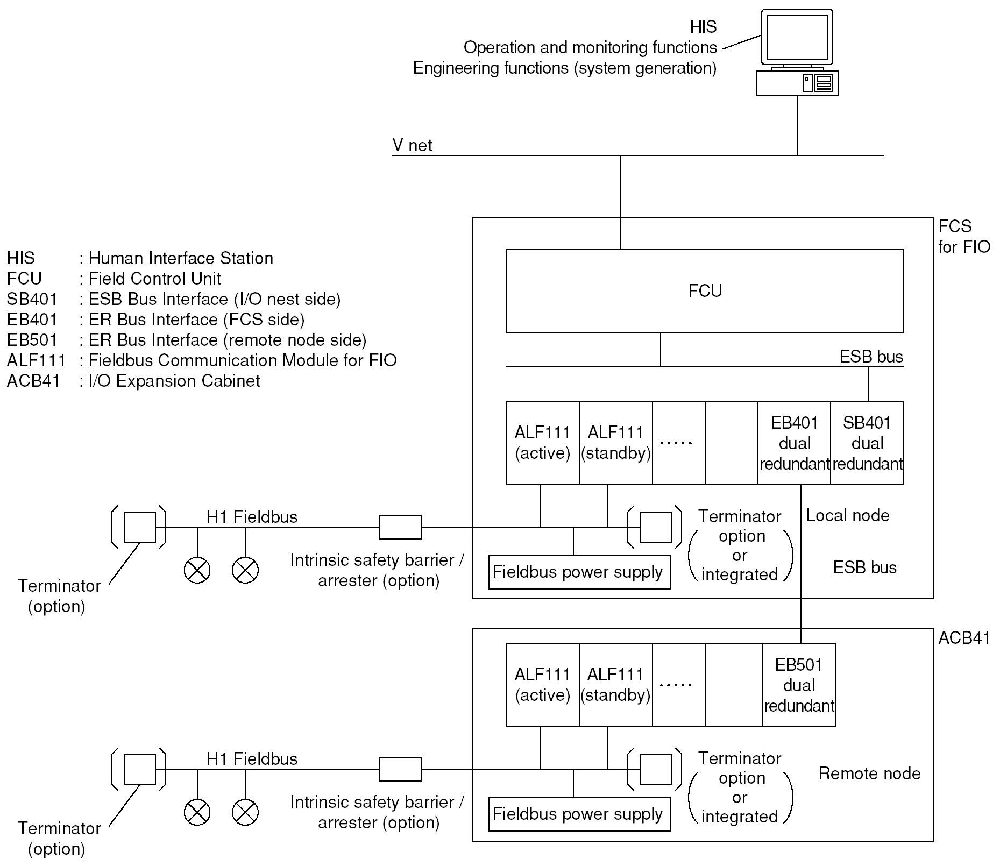 HIS
Operation and monitoring functions
Engineering functions (system generation)
V net
FCS
for FIO
HIS : Human Interface Station
FCU : Field Control Unit
SB401 : ESB Bus Interface (I/O nest side)
EB401 : ER Bus Interface (FCS side)
EB501 : ER Bus Interface (remote node side)
ALF111 : Fieldbus Communication Module for FIO
ACB41 : I/O Expansion Cabinet
FCU
ESB bus
ALF111
(active)
ALF111
(standby)
.....
EB401
dual
redundant
SB401
dual
redundant
H1 Fieldbus
Terminator
option
or
integrated
Local node
Intrinsic safety barrier /
arrester (option)
Fieldbus power supply
ESB bus
Terminator
(option)
ACB41
ALF111
(active)
ALF111
(standby)
.....
EB501
dual
redundant
H1 Fieldbus
Terminator
option
or
integrated
Remote node
Intrinsic safety barrier /
arrester (option)
Fieldbus power supply
Terminator
(option)